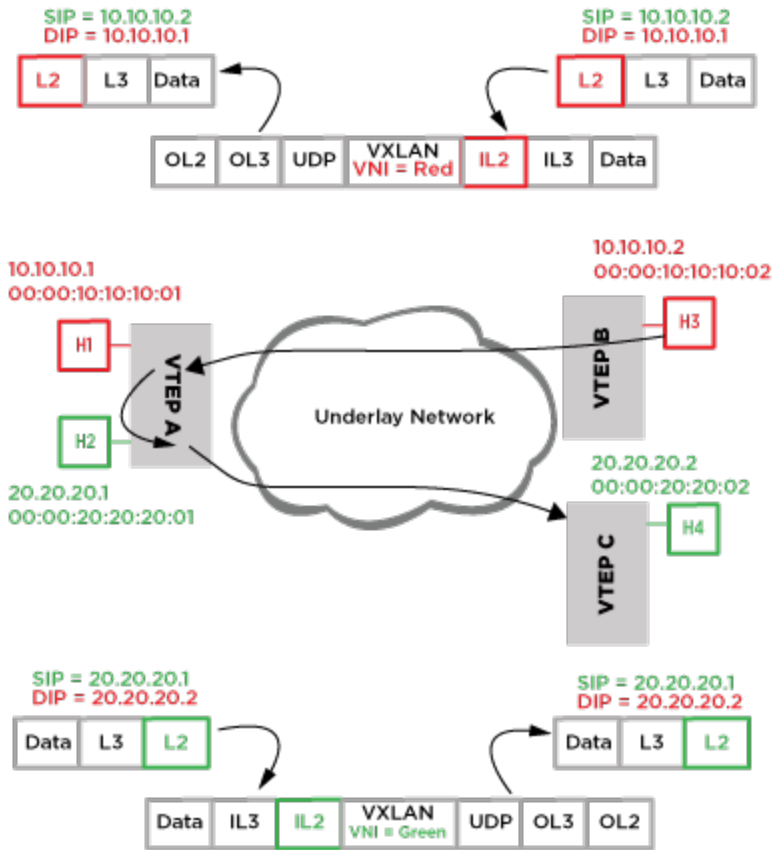 SIP = 10.10.10.2
DIP = 10.10.10.1
L2 L3 Data
SIP = 10.10.10.2
DIP = 10.10.10.1
L2 L3 Data
OL2 OL3 UDP VXLAN IL2 IL3 Data
VNI = Red
10.10.10.1
00:00:10:10:10:01
H1
VTEP A
H2
20.20.20.1
00:00:20:20:20:01
Underlay Network
10.10.10.2
00:00:10:10:10:02
H3
VTEP B
20.20.20.2
00:00:20:20:02
H4
VTEP C
SIP = 20.20.20.1
DIP = 20.20.20.2
Data L3 L2
SIP = 20.20.20.1
DIP = 20.20.20.2
Data L3 L2
Data IL3 IL2 VXLAN UDP OL3 OL2
VNI = Green